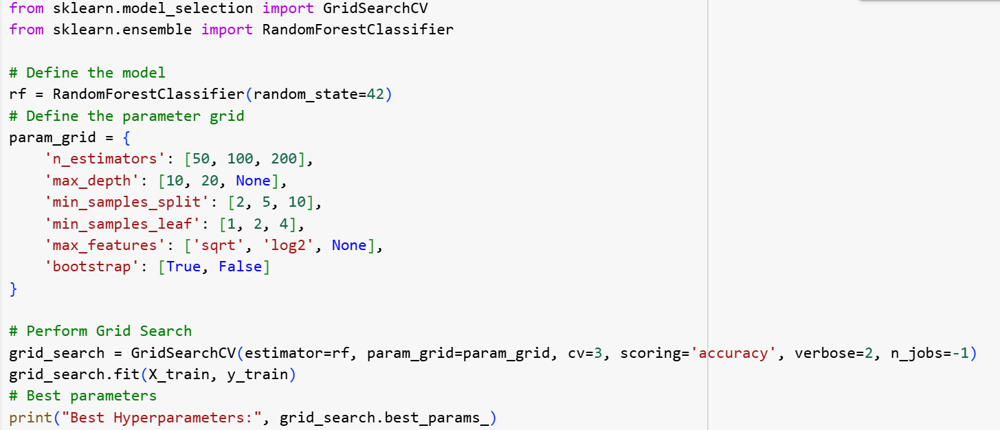 from sklearn.model_selection import GridSearchCV
from sklearn.ensemble import RandomForestClassifier
# Define the model
rf = RandomForestClassifier(random_state=42)
# Define the parameter grid
param_grid = {
    'n_estimators': [50, 100, 200],
    'max_depth': [10, 20, None],
    'min_samples_split': [2, 5, 10],
    'min_samples_leaf': [1, 2, 4],
    'max_features': ['sqrt', 'log2', None],
    'bootstrap': [True, False]
}
# Perform Grid Search
grid_search = GridSearchCV(estimator=rf, param_grid=param_grid, cv=3, scoring='accuracy', verbose=2, n_jobs=-1)
grid_search.fit(X_train, y_train)
# Best parameters
print("Best Hyperparameters:", grid_search.best_params_)